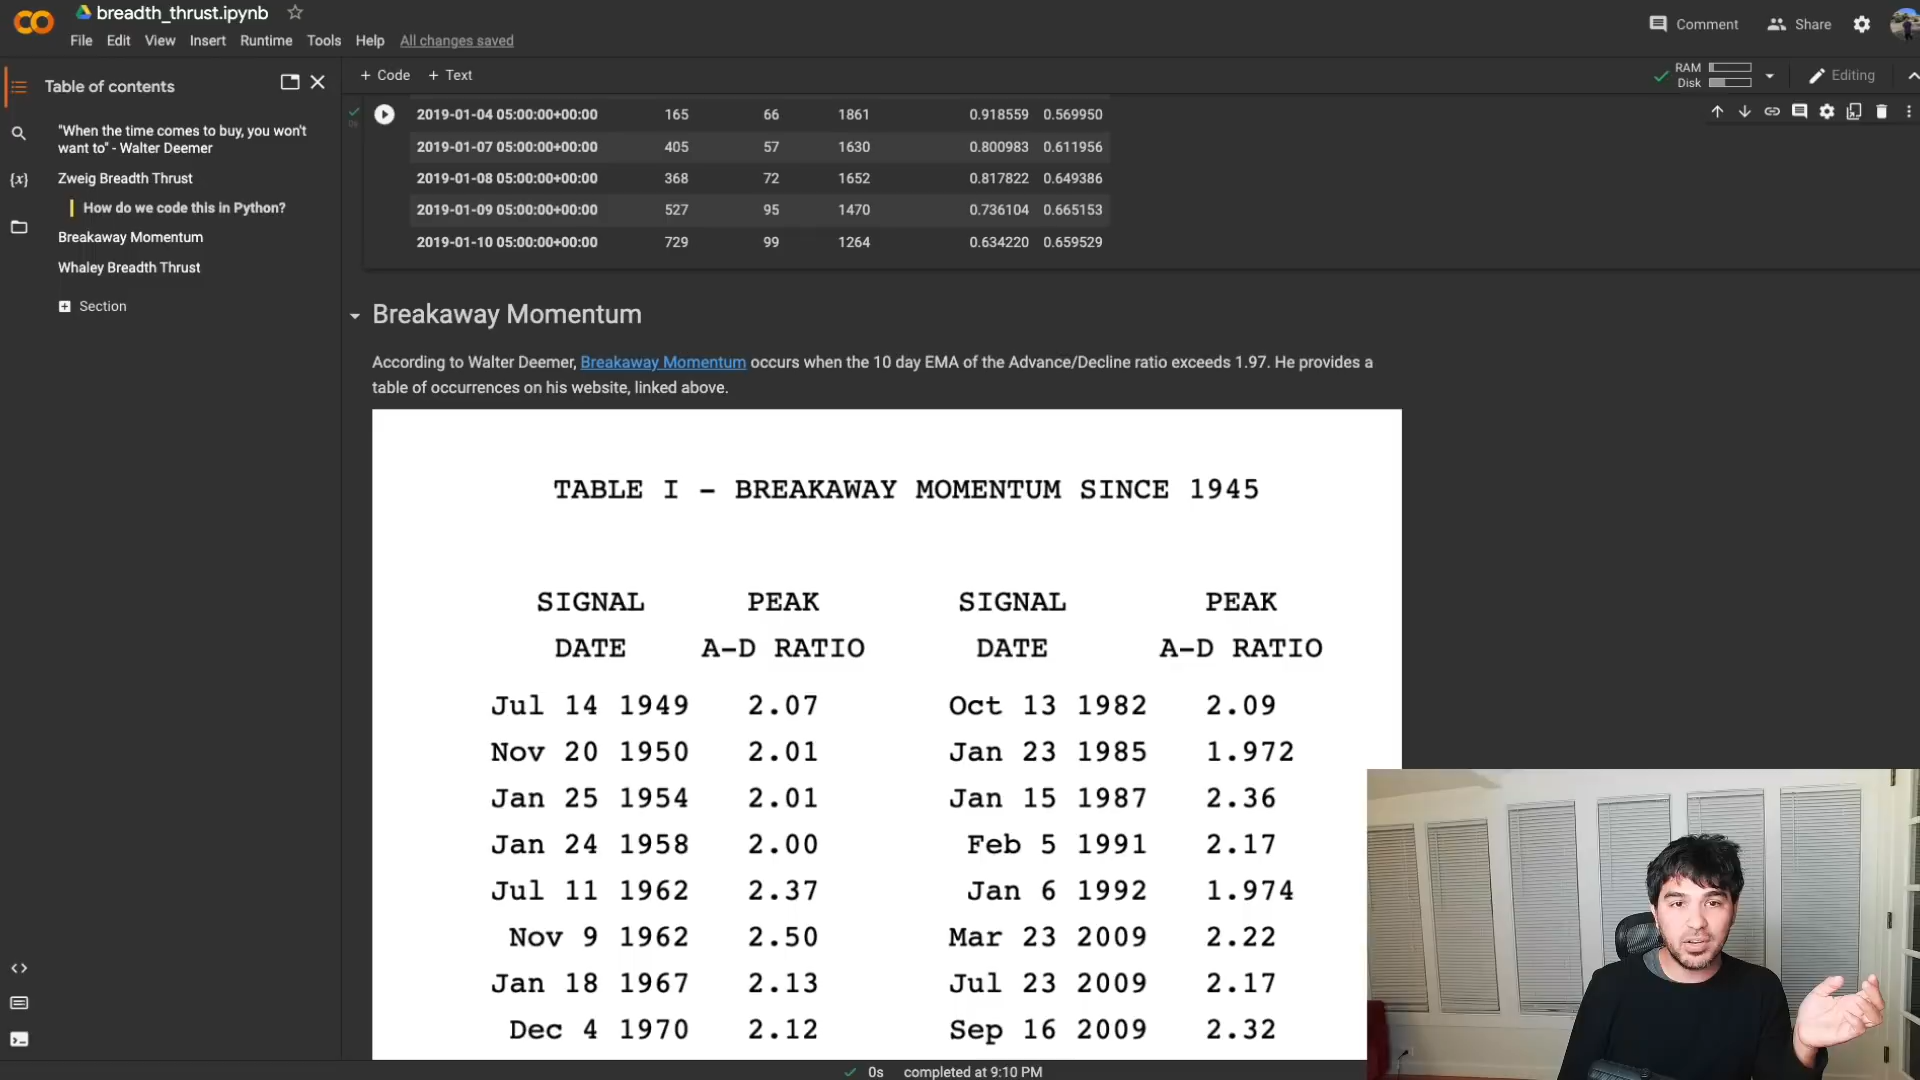 breadth_thrust.ipynb
File Edit View Insert Runtime Tools Help All changes saved
Comment
Share
Table of contents
"When the time comes to buy, you won't
want to" - Walter Deemer
Zweig Breadth Thrust
How do we code this in Python?
Breakaway Momentum
Whaley Breadth Thrust
Section
+ Code + Text
RAM
Disk
Editing
2019-01-04 05:00:00+00:00 165 66 1861 0.918559 0.569950
2019-01-07 05:00:00+00:00 405 57 1630 0.800983 0.611956
2019-01-08 05:00:00+00:00 368 72 1652 0.817822 0.649386
2019-01-09 05:00:00+00:00 527 95 1470 0.736104 0.665153
2019-01-10 05:00:00+00:00 729 99 1264 0.634220 0.659529
Breakaway Momentum
According to Walter Deemer, Breakaway Momentum occurs when the 10 day EMA of the Advance/Decline ratio exceeds 1.97. He provides a
table of occurrences on his website, linked above.
TABLE I - BREAKAWAY MOMENTUM SINCE 1945
SIGNAL PEAK SIGNAL PEAK
DATE A-D RATIO DATE A-D RATIO
Jul 14 1949 2.07 Oct 13 1982 2.09
Nov 20 1950 2.01 Jan 23 1985 1.972
Jan 25 1954 2.01 Jan 15 1987 2.36
Jan 24 1958 2.00 Feb 5 1991 2.17
Jul 11 1962 2.37 Jan 6 1992 1.974
Nov 9 1962 2.50 Mar 23 2009 2.22
Jan 18 1967 2.13 Jul 23 2009 2.17
Dec 4 1970 2.12 Sep 16 2009 2.32
0s completed at 9:10 PM